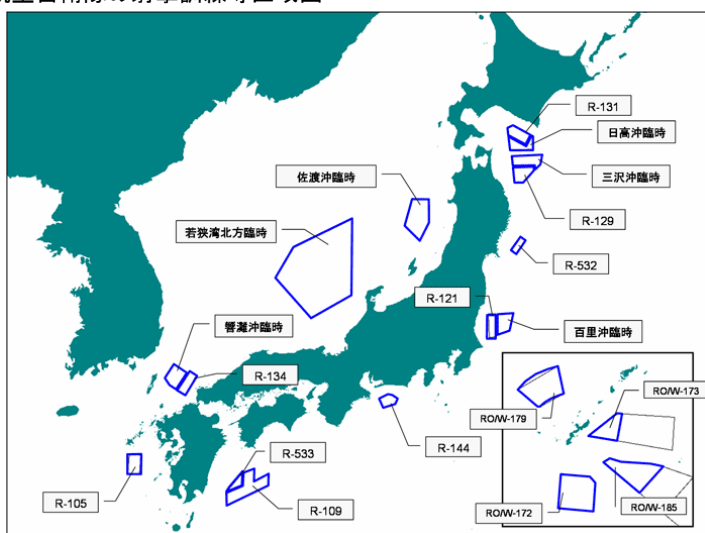 R-131
日高沖臨時
三沢沖臨時
佐渡沖臨時
R-129
若狭湾北方臨時
R-532
R-121
響灘沖臨時
百里沖臨時
R-134
RO/W-173
RO/W-179
R-144
R-533
R-105
R-109
RO/W-172
RO/W-185